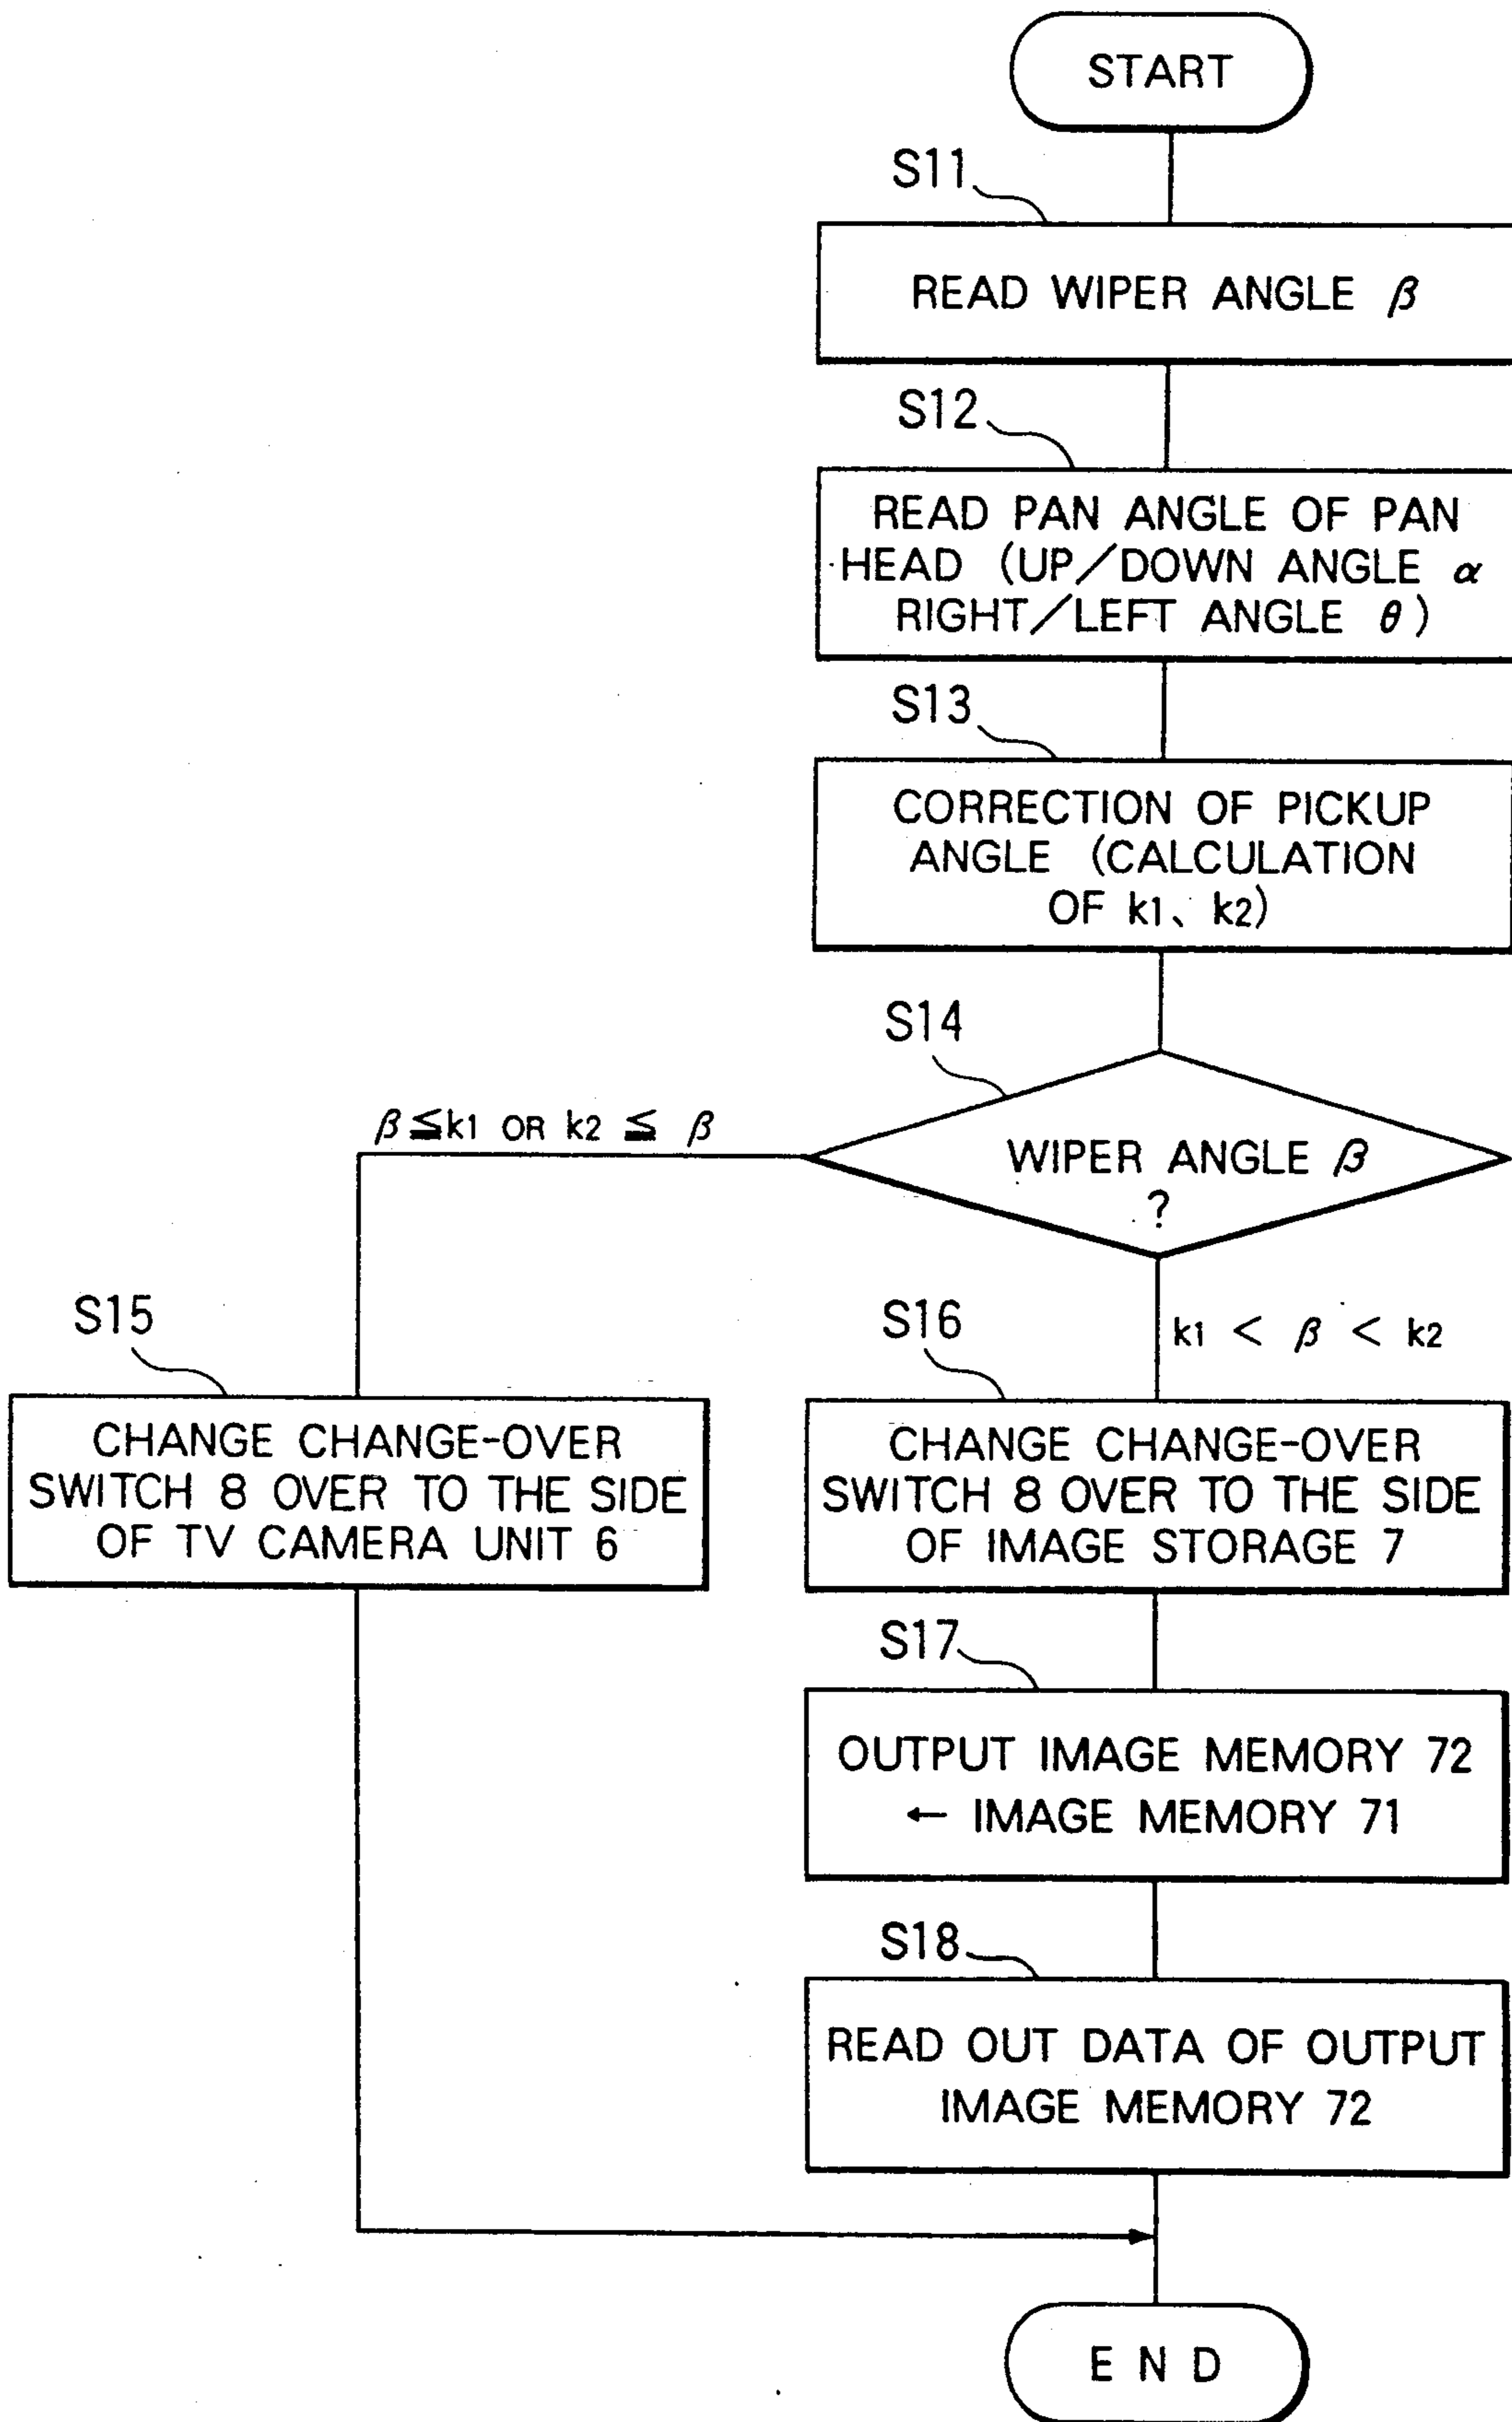 START
S11
READ WIPER ANGLE β
S12
READ PAN ANGLE OF PAN
HEAD (UP/DOWN ANGLE α
RIGHT/LEFT ANGLE θ)
S13
CORRECTION OF PICKUP
ANGLE (CALCULATION
OF k1、k2)
S14
β≦k1 OR k2 ≦ β
WIPER ANGLE β
?
S15
CHANGE CHANGE-OVER
SWITCH 8 OVER TO THE SIDE
OF TV CAMERA UNIT 6
S16
k1 < β < k2
CHANGE CHANGE-OVER
SWITCH 8 OVER TO THE SIDE
OF IMAGE STORAGE 7
S17
OUTPUT IMAGE MEMORY 72
← IMAGE MEMORY 71
S18
READ OUT DATA OF OUTPUT
IMAGE MEMORY 72
END